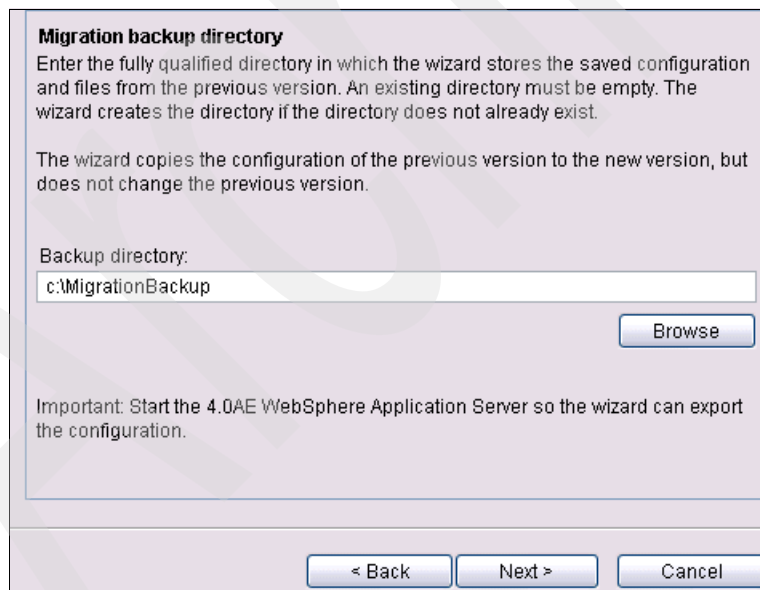 Migration backup directory
Enter the fully qualified directory in which the wizard stores the saved configuration
and files from the previous version. An existing directory must be empty. The
wizard creates the directory if the directory does not already exist.
The wizard copies the configuration of the previous version to the new version, but
does not change the previous version.
Backup directory:
c:\MigrationBackup
Browse
Important: Start the 4.0AE WebSphere Application Server so the wizard can export
the configuration.
< Back Next > Cancel